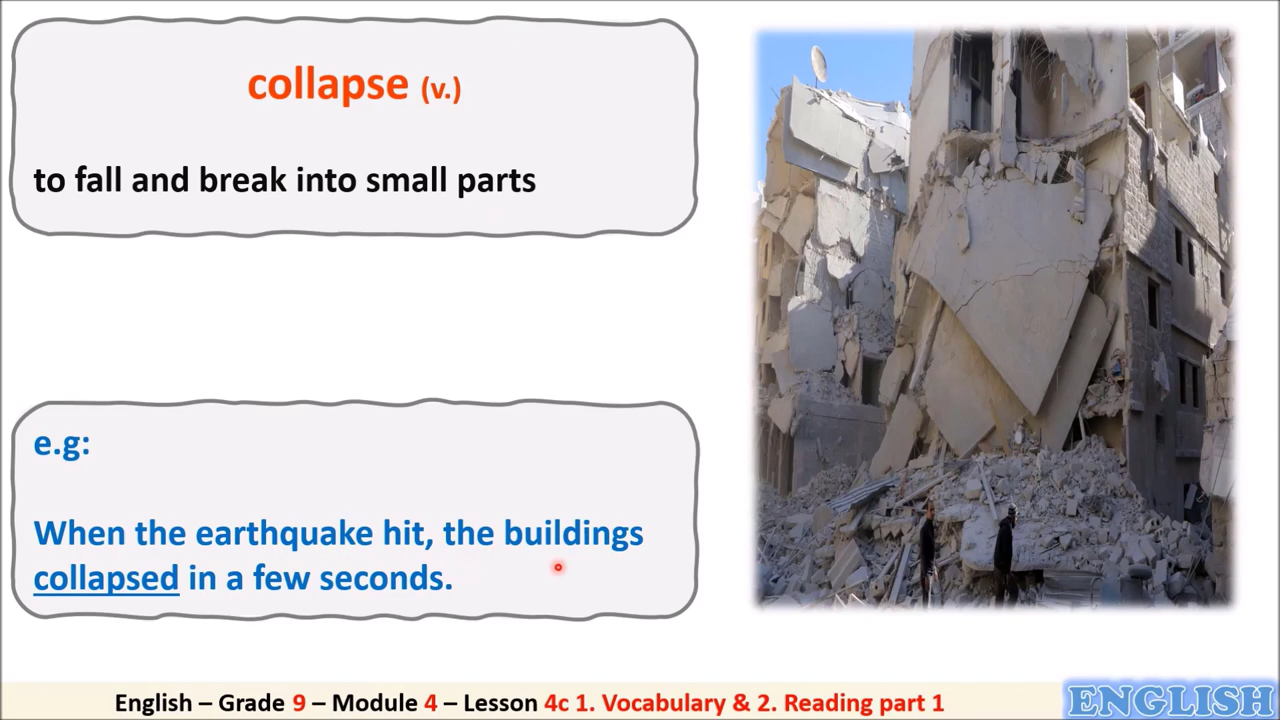 collapse (v.)
to fall and break into small parts
e.g:
When the earthquake hit, the buildings
collapsed in a few seconds.
English – Grade 9 – Module 4 – Lesson 4c 1. Vocabulary & 2. Reading part 1
ENGLISH